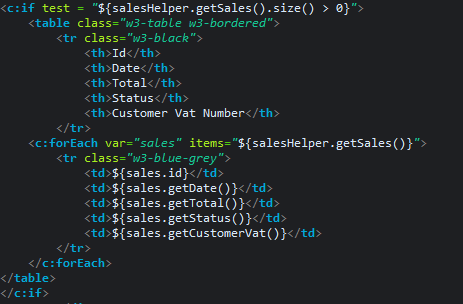 <c:if test = "${salesHelper.getSales().size() > 0}">
<table class="w3-table w3-bordered">
<tr class="w3-black">
<th>Id</th>
<th>Date</th>
<th>Total</th>
<th>Status</th>
<th>Customer Vat Number</th>
</tr>
<c:forEach var="sales" items="${salesHelper.getSales()}">
<tr class="w3-blue-grey">
<td>${sales.id}</td>
<td>${sales.getDate()}</td>
<td>${sales.getTotal()}</td>
<td>${sales.getStatus()}</td>
<td>${sales.getCustomerVat()}</td>
</tr>
</c:forEach>
</table>
</c:if>